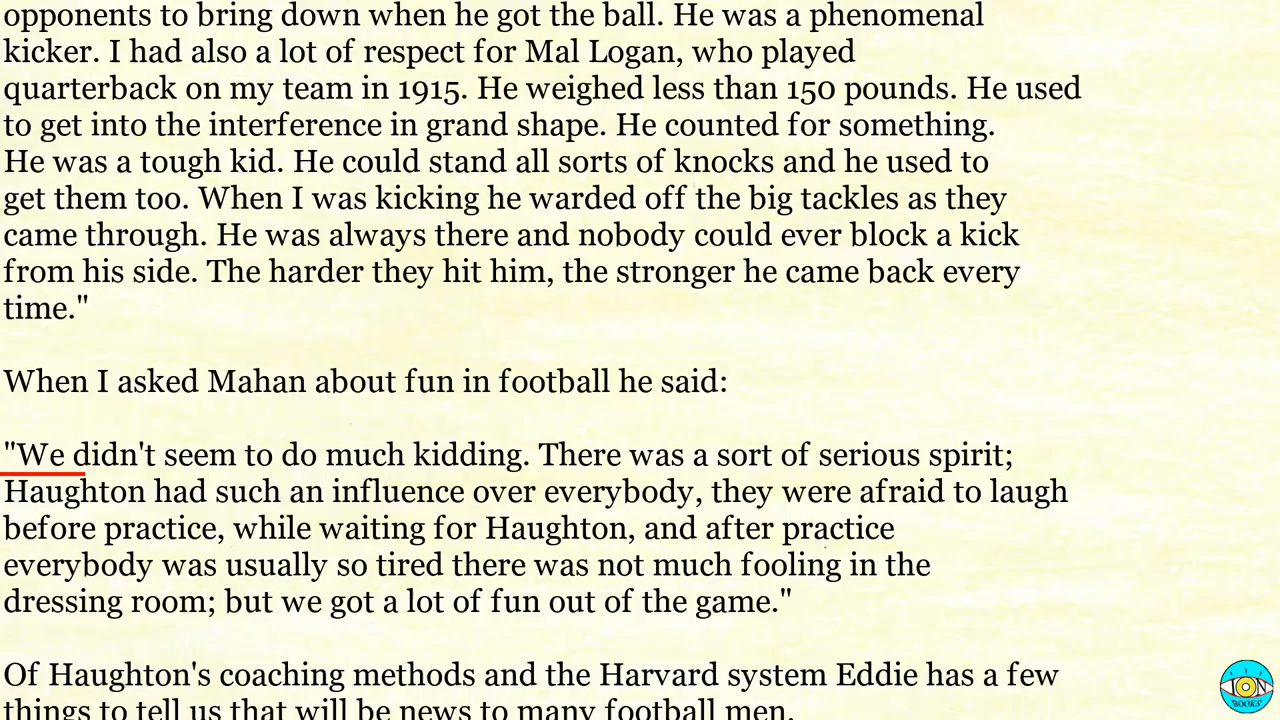 opponents to bring down when he got the ball. He was a phenomenal
kicker. I had also a lot of respect for Mal Logan, who played
quarterback on my team in 1915. He weighed less than 150 pounds. He used
to get into the interference in grand shape. He counted for something.
He was a tough kid. He could stand all sorts of knocks and he used to
get them too. When I was kicking he warded off the big tackles as they
came through. He was always there and nobody could ever block a kick
from his side. The harder they hit him, the stronger he came back every
time."
When I asked Mahan about fun in football he said:
"We didn't seem to do much kidding. There was a sort of serious spirit;
Haughton had such an influence over everybody, they were afraid to laugh
before practice, while waiting for Haughton, and after practice
everybody was usually so tired there was not much fooling in the
dressing room; but we got a lot of fun out of the game."
Of Haughton's coaching methods and the Harvard system Eddie has a few
things to tell us that will be news to many football men.
ION
BOOKS